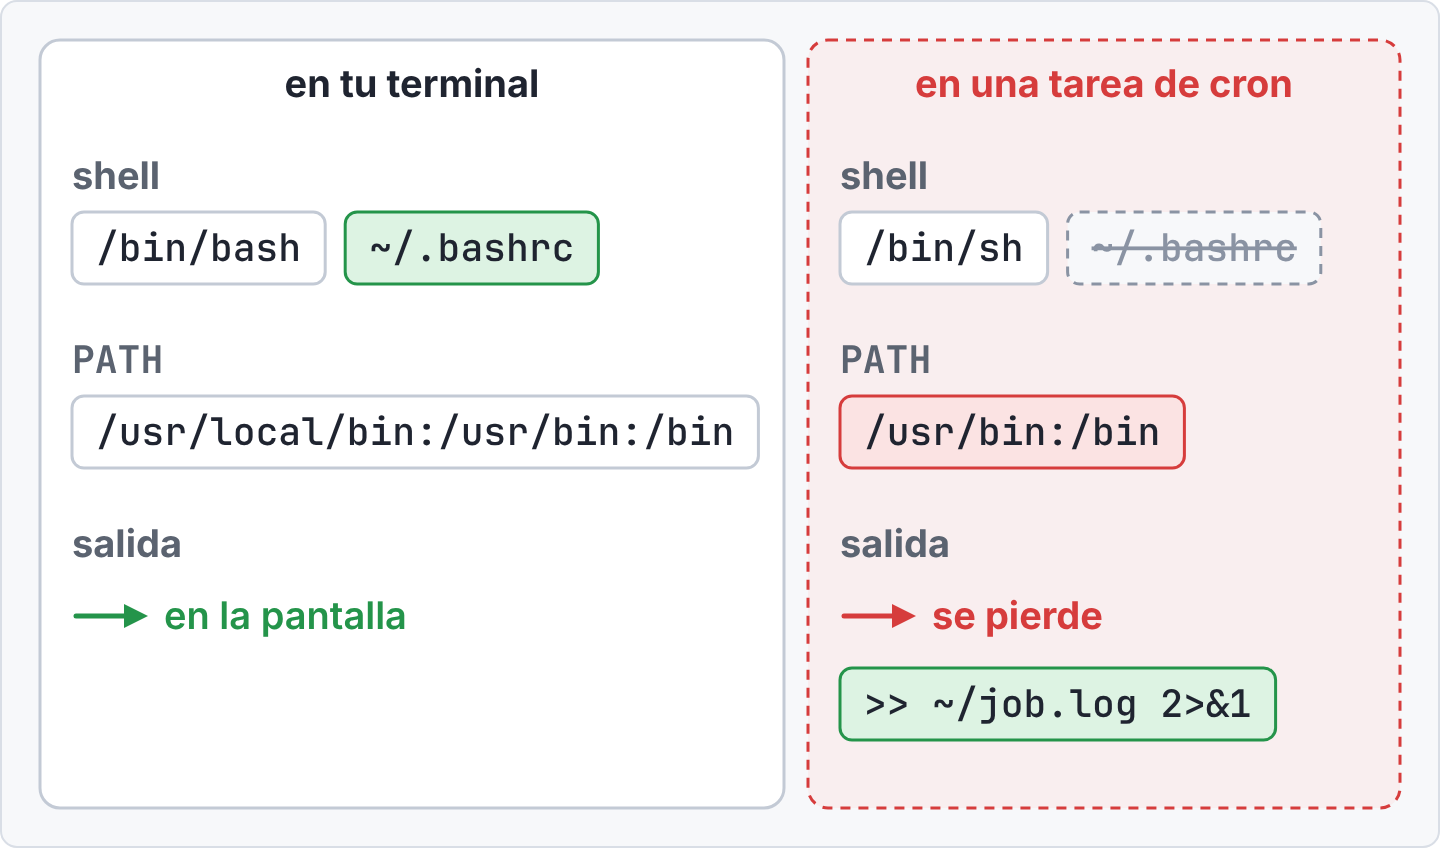 en tu terminal
shell
/bin/bash ~/.bashrc
PATH
/usr/local/bin:/usr/bin:/bin
salida
en la pantalla
en una tarea de cron
shell
/bin/sh ~/.bashrc
PATH
/usr/bin:/bin
salida
se pierde
>> ~/job.log 2>&1